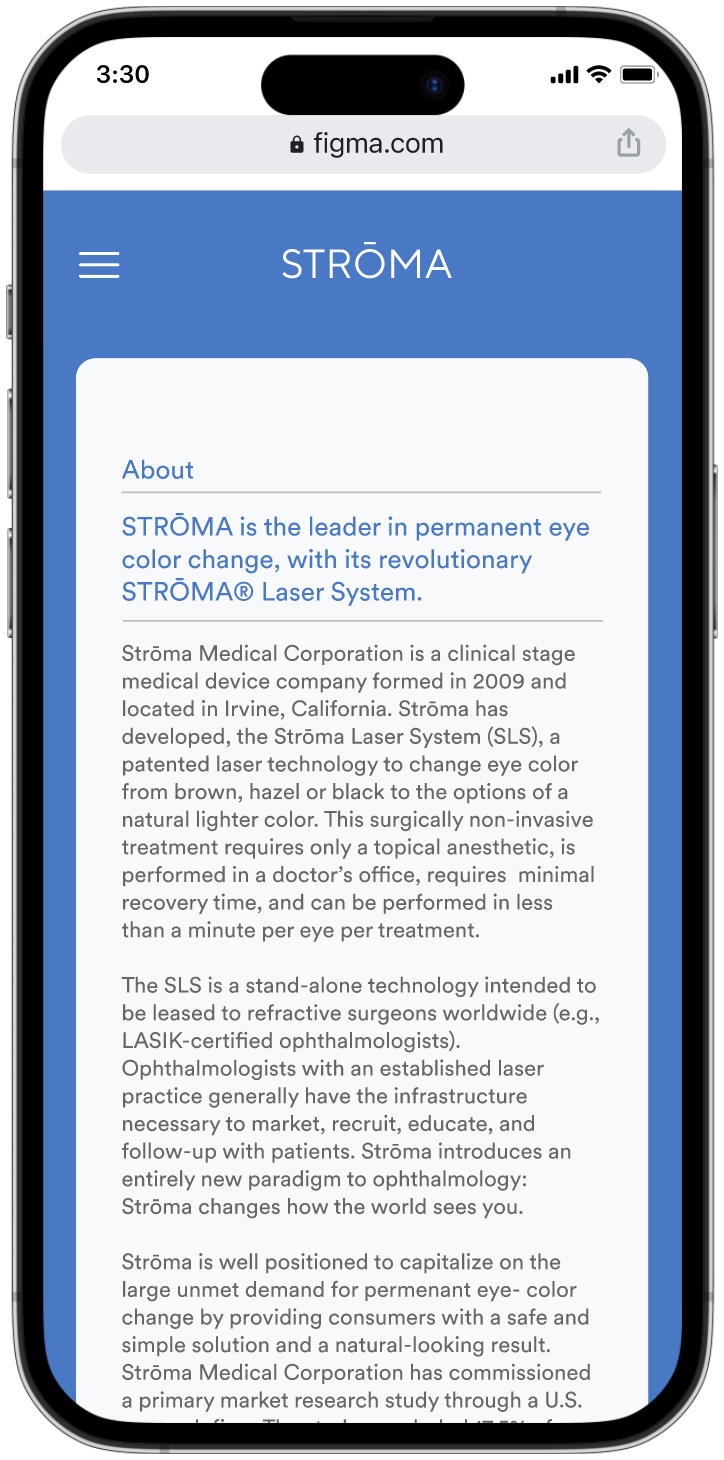 3:30
figma.com
STRŌMA
About
STRŌMA is the leader in permanent eye
color change, with its revolutionary
STRŌMA® Laser System.
Strōma Medical Corporation is a clinical stage
medical device company formed in 2009 and
located in Irvine, California. Strōma has
developed, the Strōma Laser System (SLS), a
patented laser technology to change eye color
from brown, hazel or black to the options of a
natural lighter color. This surgically non-invasive
treatment requires only a topical anesthetic, is
performed in a doctor’s office, requires  minimal
recovery time, and can be performed in less
than a minute per eye per treatment.
The SLS is a stand-alone technology intended to
be leased to refractive surgeons worldwide (e.g.,
LASIK-certified ophthalmologists).
Ophthalmologists with an established laser
practice generally have the infrastructure
necessary to market, recruit, educate, and
follow-up with patients. Strōma introduces an
entirely new paradigm to ophthalmology:
Strōma changes how the world sees you.
Strōma is well positioned to capitalize on the
large unmet demand for permenant eye- color
change by providing consumers with a safe and
simple solution and a natural-looking result.
Strōma Medical Corporation has commissioned
a primary market research study through a U.S.